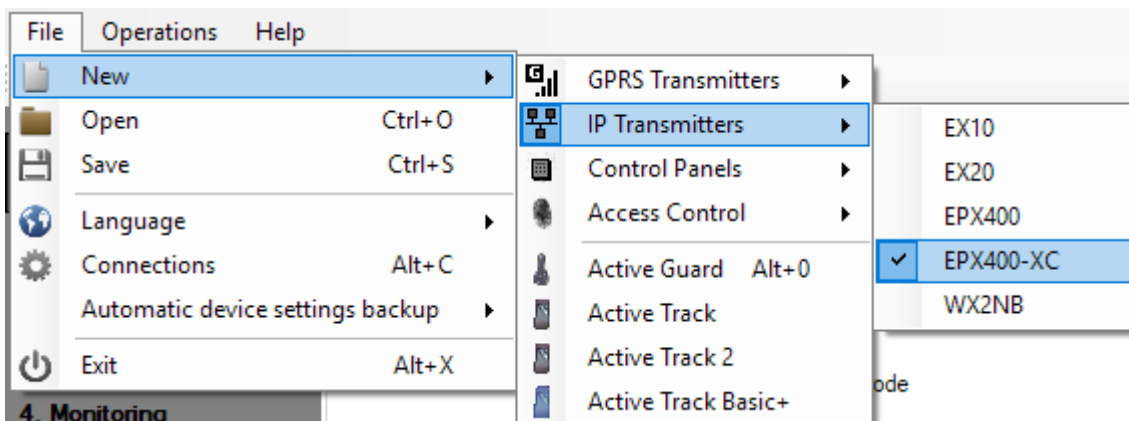 File Operations Help
New
Open Ctrl+O
Save Ctrl+S
Language
Connections Alt+C
Automatic device settings backup
Exit Alt+X
4. Monitoring
GPRS Transmitters
IP Transmitters
Control Panels
Access Control
Active Guard Alt+0
Active Track
Active Track 2
Active Track Basic+
EX10
EX20
EPX400
EPX400-XC
WX2NB
ode